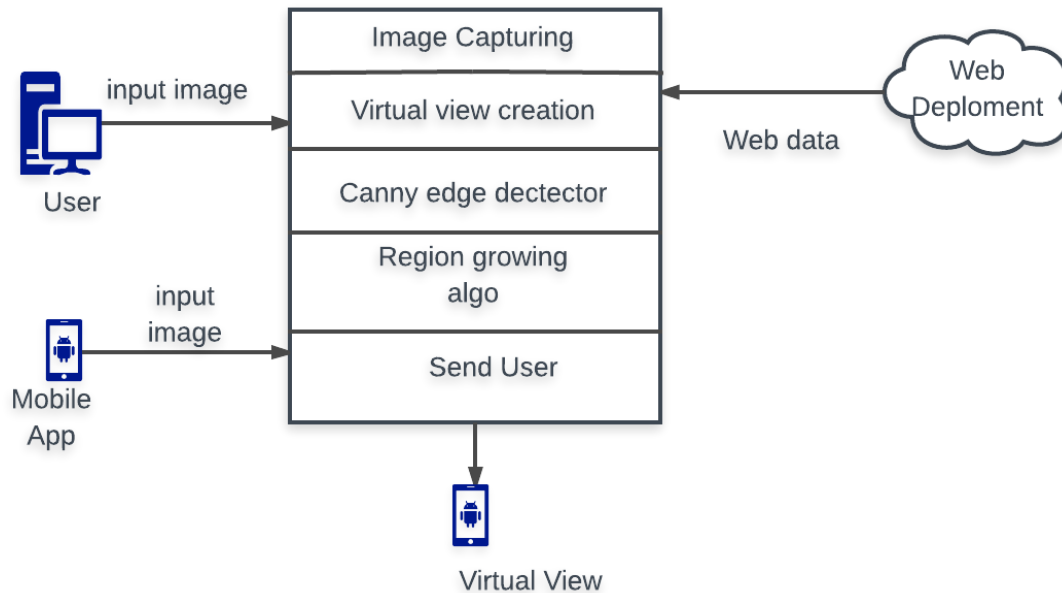 Image Capturing
input image
Virtual view creation
Web
Deploment
Web data
User
Canny edge dectector
Region growing
algo
input
image
Send User
Mobile
App
Virtual View